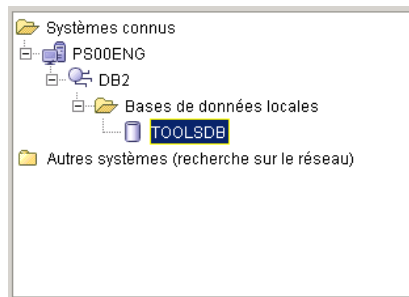 Systèmes connus
PS00ENG
DB2
Bases de données locales
TOOLSDB
Autres systèmes (recherche sur le réseau)